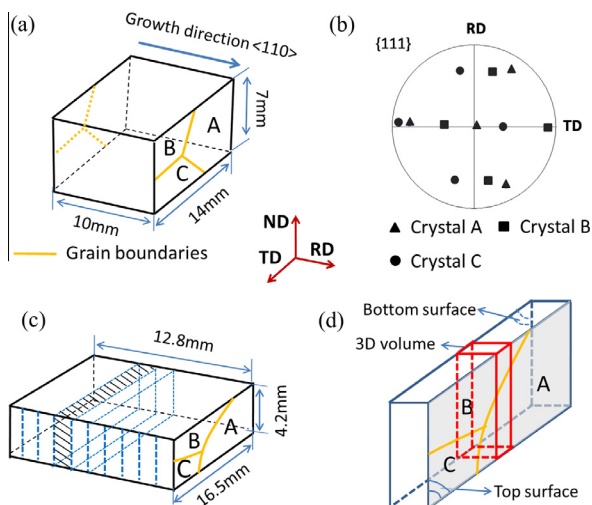 (a)
Growth direction <110>
A
B
C
7mm
14mm
10mm
Grain boundaries
ND
TD
RD
(b)
{111}
RD
TD
Crystal A
Crystal B
Crystal C
(c)
12.8mm
4.2mm
16.5mm
A
B
C
(d)
Bottom surface
3D volume
A
B
C
Top surface